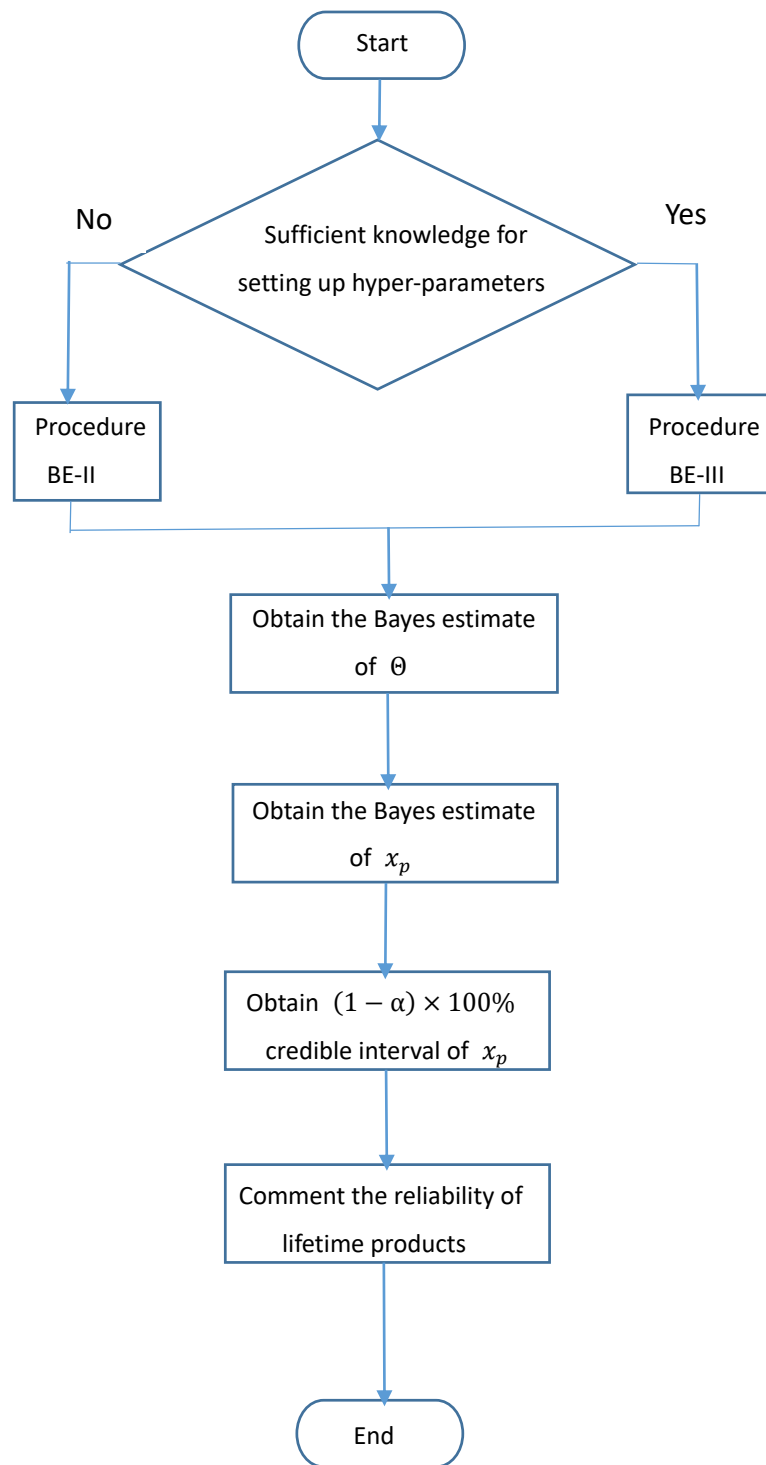 Start
No
Yes
Sufficient knowledge for
setting up hyper-parameters
Procedure
BE-II
Procedure
BE-III
Obtain the Bayes estimate
of Θ
Obtain the Bayes estimate
of 𝑥𝑝
Obtain (1 − α) × 100%
credible interval of 𝑥𝑝
Comment the reliability of
lifetime products
End